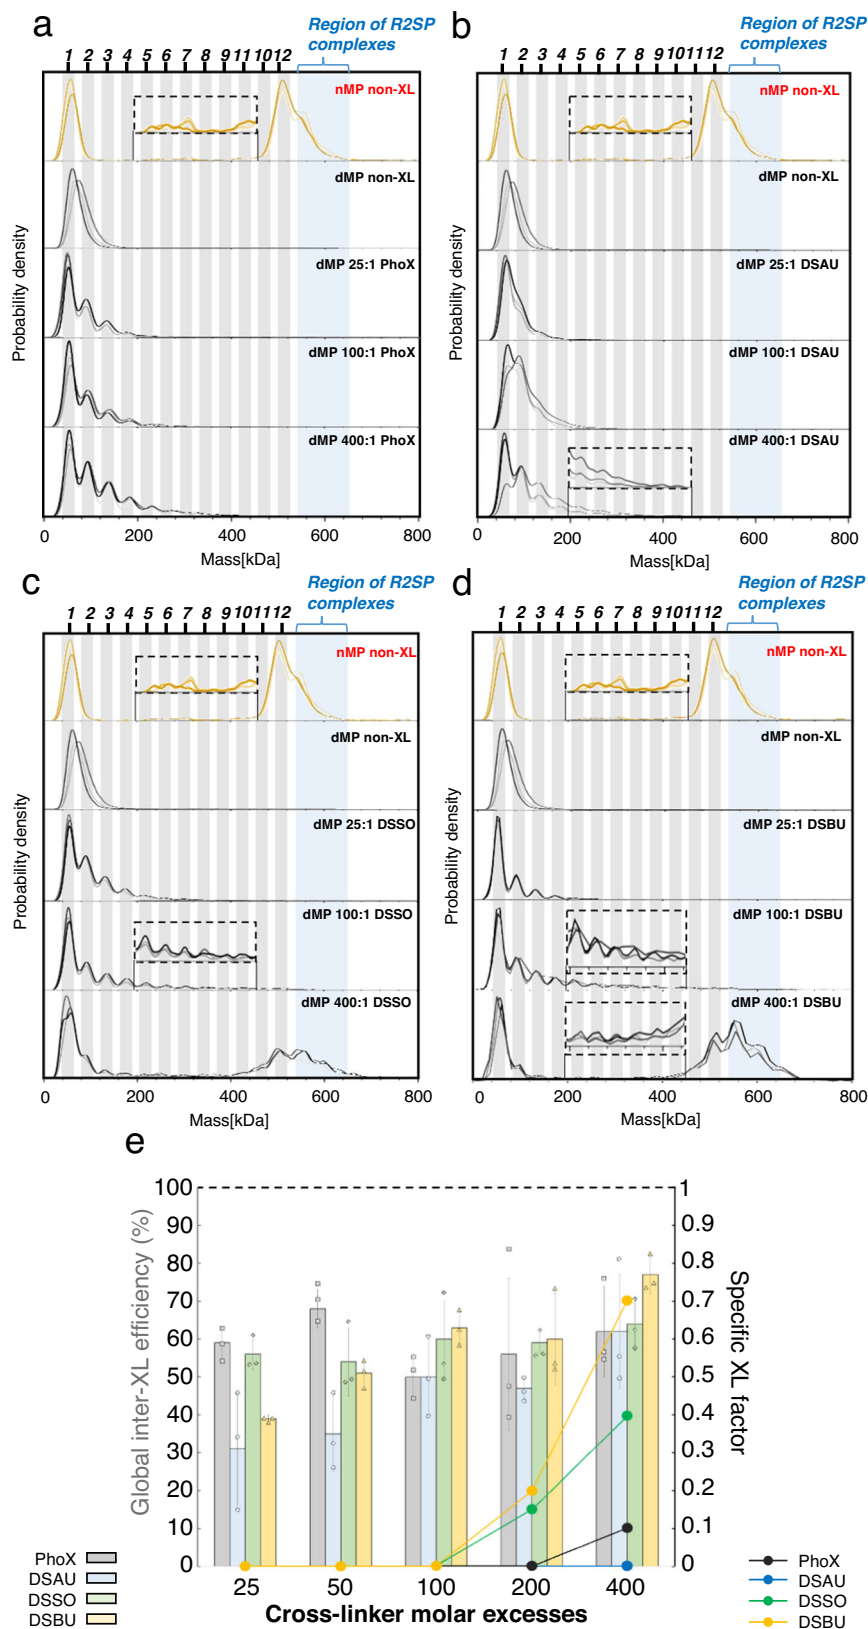 a
Region of R2SP
complexes
1 2 3 4 5 6 7 8 9 10 11 12
nMP non-XL
dMP non-XL
dMP 25:1 PhoX
dMP 100:1 PhoX
dMP 400:1 PhoX
Probability density
0 200 400 600 800
Mass[kDa]
b
Region of R2SP
complexes
1 2 3 4 5 6 7 8 9 10 11 12
nMP non-XL
dMP non-XL
dMP 25:1 DSAU
dMP 100:1 DSAU
dMP 400:1 DSAU
Probability density
0 200 400 600 800
Mass[kDa]
c
Region of R2SP
complexes
1 2 3 4 5 6 7 8 9 10 11 12
nMP non-XL
dMP non-XL
dMP 25:1 DSSO
dMP 100:1 DSSO
dMP 400:1 DSSO
Probability density
0 200 400 600 800
Mass[kDa]
d
Region of R2SP
complexes
1 2 3 4 5 6 7 8 9 10 11 12
nMP non-XL
dMP non-XL
dMP 25:1 DSBU
dMP 100:1 DSBU
dMP 400:1 DSBU
Probability density
0 200 400 600 800
Mass[kDa]
e
Global inter-XL efficiency (%)
100
90
80
70
60
50
40
30
20
10
0
1
0.9
0.8
0.7
0.6
0.5
0.4
0.3
0.2
0.1
0
Specific XL factor
25 50 100 200 400
Cross-linker molar excesses
PhoX
DSAU
DSSO
DSBU
PhoX
DSAU
DSSO
DSBU